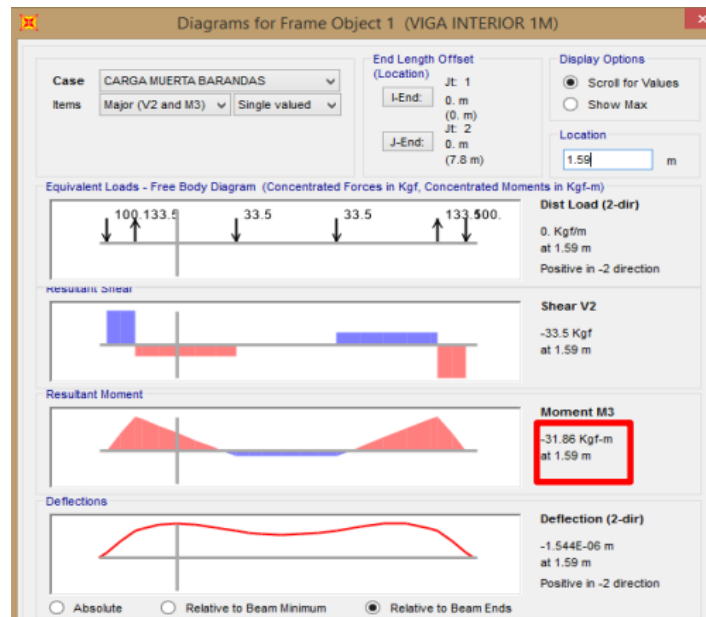 Diagrams for Frame Object 1 (VIGA INTERIOR 1M)
Case CARGA MUERTA BARANDAS
Items Major (V2 and M3) Single valued
End Length Offset
(Location)
Jt: 1
I-End: 0. m
(0. m)
Jt: 2
J-End: 0. m
(7.8 m)
Display Options
Scroll for Values
Show Max
Location
1.59 m
Equivalent Loads - Free Body Diagram (Concentrated Forces in Kgf, Concentrated Moments in Kgf-m)
100.133.5 33.5 33.5 133.500.
Dist Load (2-dir)
0. Kgf/m
at 1.59 m
Positive in -2 direction
Resultant Shear
Shear V2
-33.5 Kgf
at 1.59 m
Resultant Moment
Moment M3
-31.86 Kgf-m
at 1.59 m
Deflections
Deflection (2-dir)
-1.544E-06 m
at 1.59 m
Positive in -2 direction
Absolute Relative to Beam Minimum Relative to Beam Ends